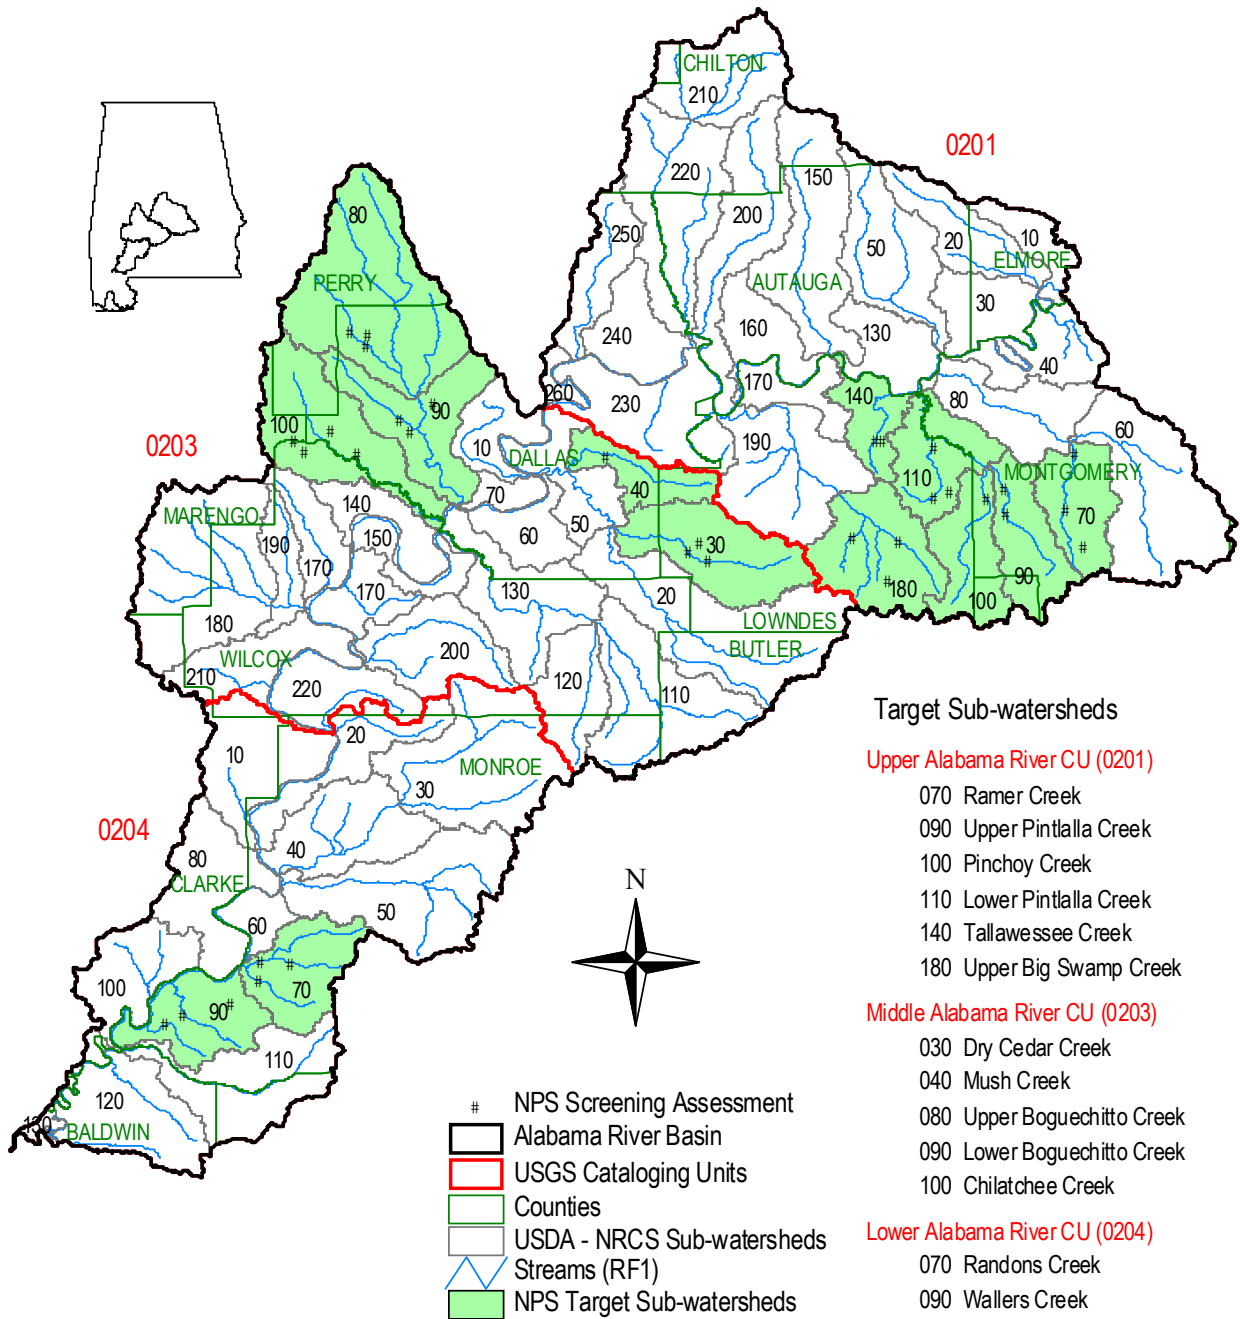 CHILTON
210
0201
220
150
80
200
250
50
20
10
ELMORE
PERRY
AUTAUGA
30
160
130
240
40
170
260
140
80
90
230
100
60
0203
10
190
DALLAS
MONTGOMERY
110
40
70
140
MARENGO
50
70
150
60
30
190
170
90
180
170
130
20
100
LOWNDES
180
BUTLER
200
WILCOX
210
220
120
110
Target Sub-watersheds
20
10
MONROE
Upper Alabama River CU (0201)
30
070 Ramer Creek
090 Upper Pintlalla Creek
0204
40
80
100 Pinchoy Creek
CLARKE
N
110 Lower Pintlalla Creek
60
50
140 Tallawessee Creek
180 Upper Big Swamp Creek
100
70
90
Middle Alabama River CU (0203)
030 Dry Cedar Creek
110
040 Mush Creek
120
130
BALDWIN
080 Upper Boguechitto Creek
090 Lower Boguechitto Creek
100 Chilatchee Creek
Lower Alabama River CU (0204)
070 Randons Creek
090 Wallers Creek
# NPS Screening Assessment
Alabama River Basin
USGS Cataloging Units
Counties
USDA - NRCS Sub-watersheds
Streams (RF1)
NPS Target Sub-watersheds